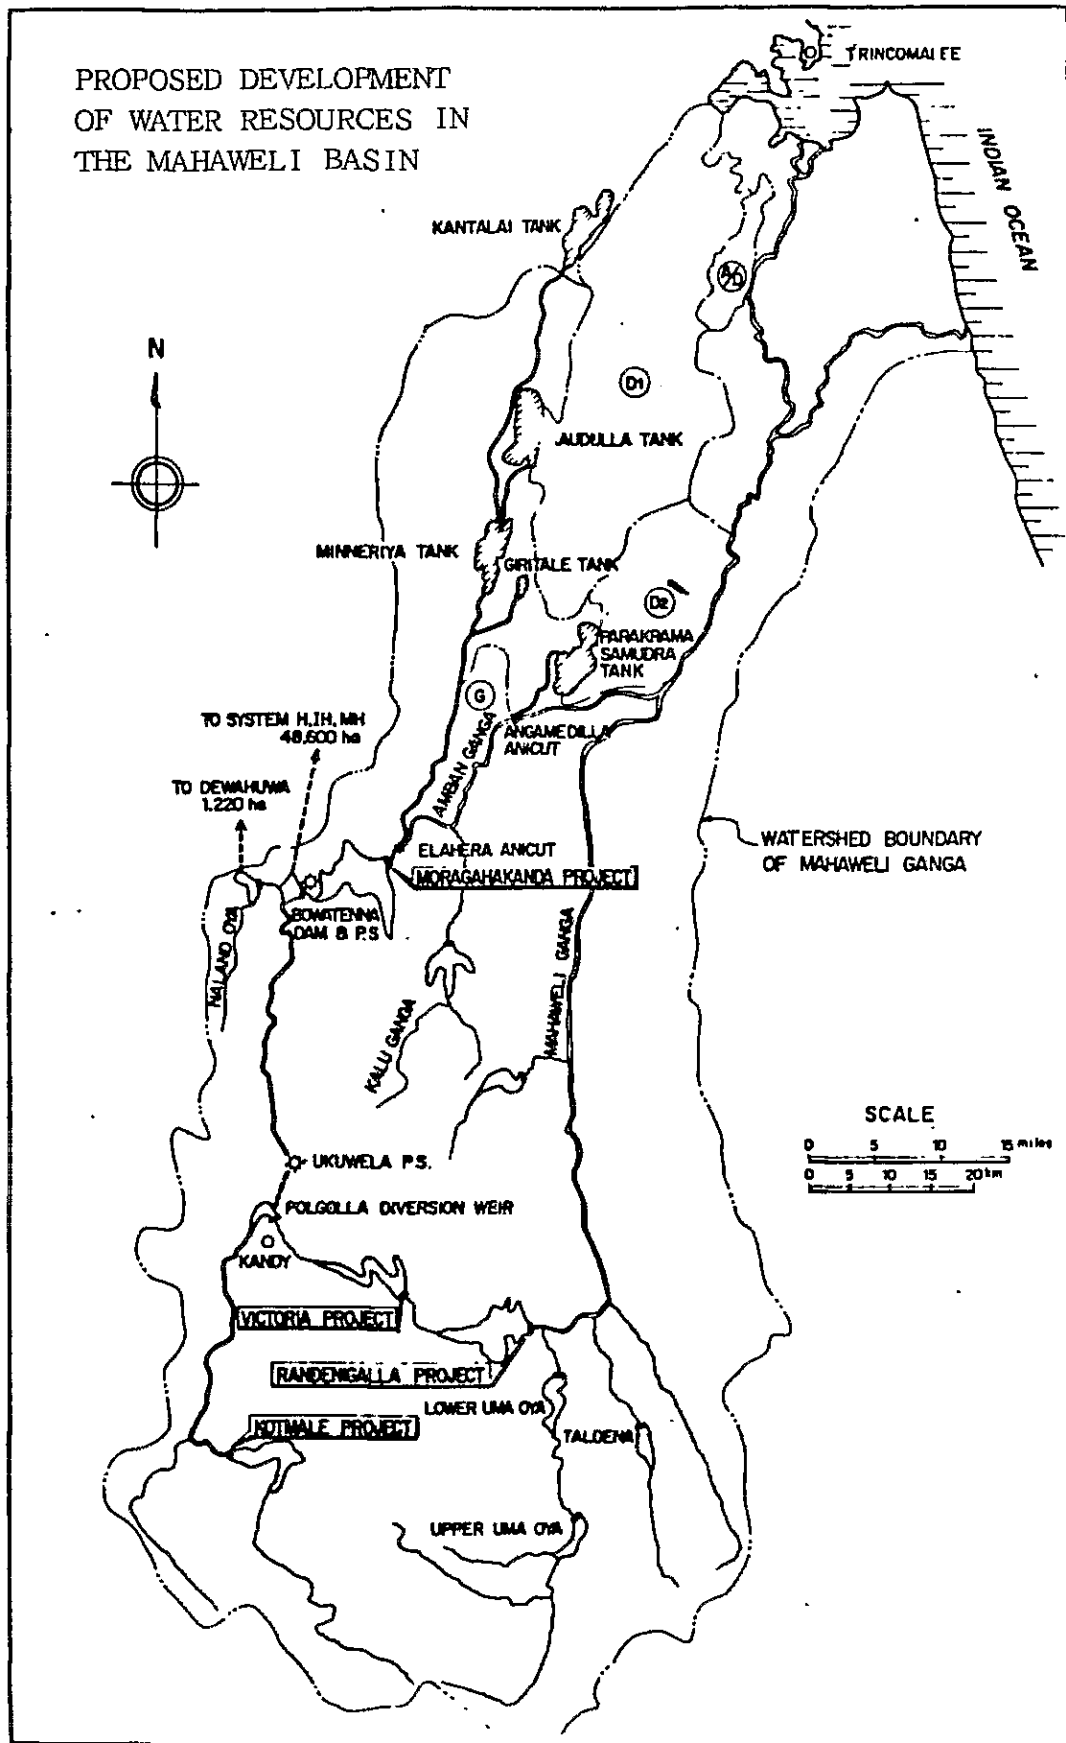 PROPOSED DEVELOPMENT
OF WATER RESOURCES IN
THE MAHAWELI BASIN
TRINCOMALEE
INDIAN OCEAN
KANTALAI TANK
A/D
N
D1
KAUDULLA TANK
MINNERIYA TANK
GIRITALE TANK
D2
PARAKRAMA
SAMUDRA
TANK
G
TO SYSTEM H,IH,MH
48,600 ha
ANGAMEDILLA
ANICUT
AMBAN GANGA
TO DEWAHUWA
1,220 ha
WATERSHED BOUNDARY
OF MAHAWELI GANGA
ELAHERA ANICUT
MORAGAHAKANDA PROJECT
BOWATENNA
DAM & P.S
NALAND OYA
MAHAWELI GANGA
KALU GANGA
SCALE
0 5 10 15 miles
0 5 10 15 20 km
UKUWELA P.S.
POLGOLLA DIVERSION WEIR
KANDY
VICTORIA PROJECT
RANDENIGALLA PROJECT
LOWER UMA OYA
KOTMALE PROJECT
TALDENA
UPPER UMA OYA